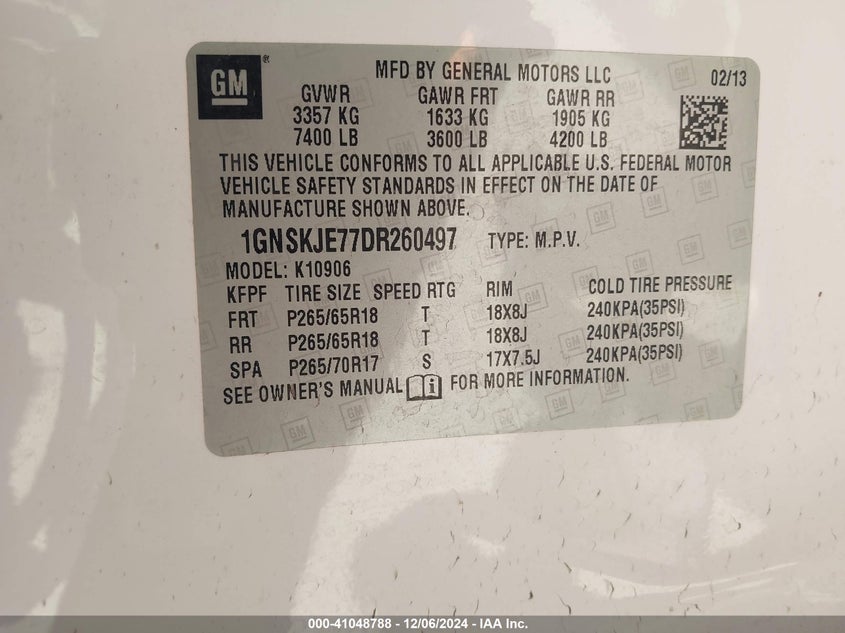 GM
®
MFD BY GENERAL MOTORS LLC 02/13
GVWR GAWR FRT GAWR RR
3357 KG 1633 KG 1905 KG
7400 LB 3600 LB 4200 LB
THIS VEHICLE CONFORMS TO ALL APPLICABLE U.S. FEDERAL MOTOR
VEHICLE SAFETY STANDARDS IN EFFECT ON THE DATE OF
MANUFACTURE SHOWN ABOVE.
1GNSKJE77DR260497 TYPE: M.P.V.
MODEL: K10906
KFPF TIRE SIZE SPEED RTG RIM COLD TIRE PRESSURE
FRT P265/65R18 T 18X8J 240KPA(35PSI)
RR P265/65R18 T 18X8J 240KPA(35PSI)
SPA P265/70R17 S 17X7.5J 240KPA(35PSI)
SEE OWNER'S MANUAL i FOR MORE INFORMATION.
000-41048788 - 12/06/2024 - IAA Inc.